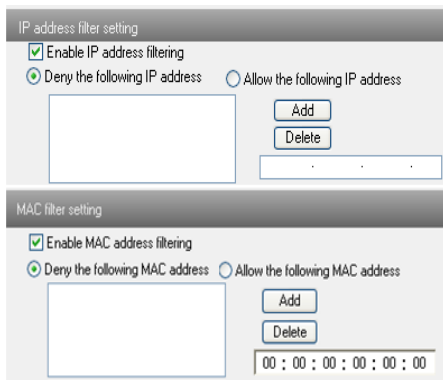 IP address filter setting
Enable IP address filtering
Deny the following IP address Allow the following IP address
Add
Delete
. . .
MAC filter setting
Enable MAC address filtering
Deny the following MAC address Allow the following MAC address
Add
Delete
00 : 00 : 00 : 00 : 00 : 00